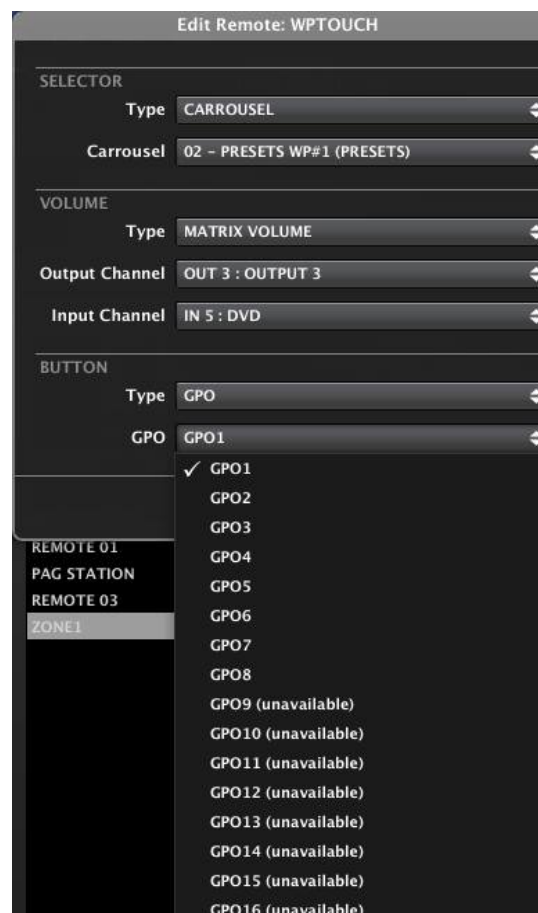 Edit Remote: WPTOUCH
SELECTOR
Type CARROUSEL
Carrousel 02 – PRESETS WP#1 (PRESETS)
VOLUME
Type MATRIX VOLUME
Output Channel OUT 3 : OUTPUT 3
Input Channel IN 5 : DVD
BUTTON
Type GPO
GPO GPO1
✓ GPO1
GPO2
GPO3
REMOTE 01 GPO4
PAG STATION GPO5
REMOTE 03 GPO6
ZONE1 GPO7
GPO8
GPO9 (unavailable)
GPO10 (unavailable)
GPO11 (unavailable)
GPO12 (unavailable)
GPO13 (unavailable)
GPO14 (unavailable)
GPO15 (unavailable)
GPO16 (unavailable)